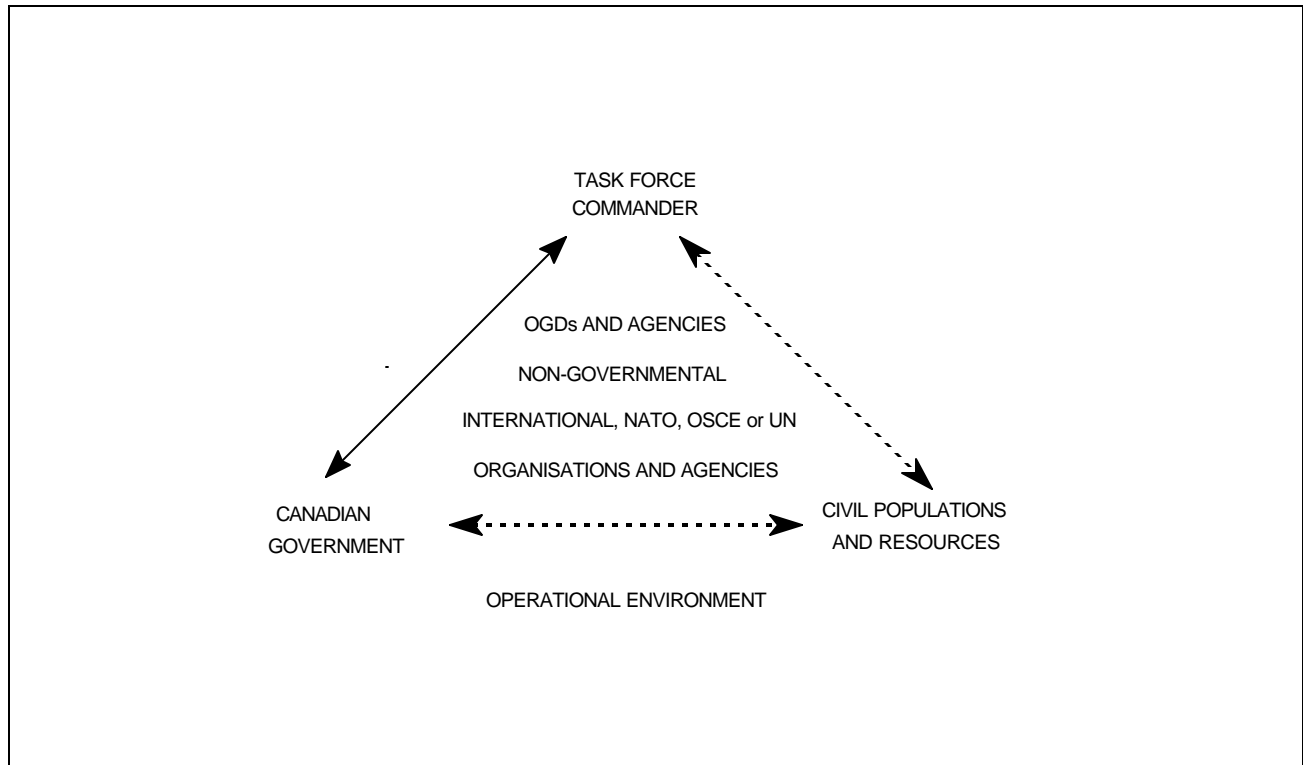 TASK FORCE
COMMANDER
OGDs AND AGENCIES
NON-GOVERNMENTAL
INTERNATIONAL, NATO, OSCE or UN
ORGANISATIONS AND AGENCIES
CANADIAN
GOVERNMENT
CIVIL POPULATIONS
AND RESOURCES
OPERATIONAL ENVIRONMENT